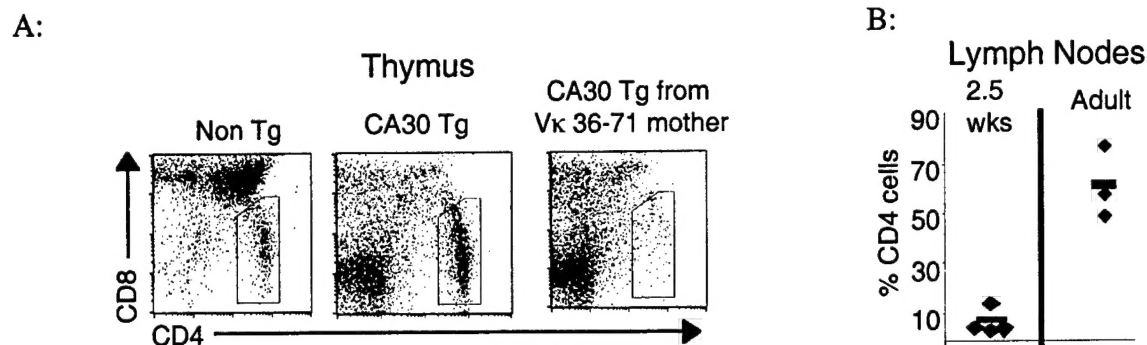 A:
Thymus
Non Tg
CA30 Tg
CA30 Tg from
Vκ 36-71 mother
CD8
CD4
B:
Lymph Nodes
2.5
wks
Adult
% CD4 cells
90
70
50
30
10